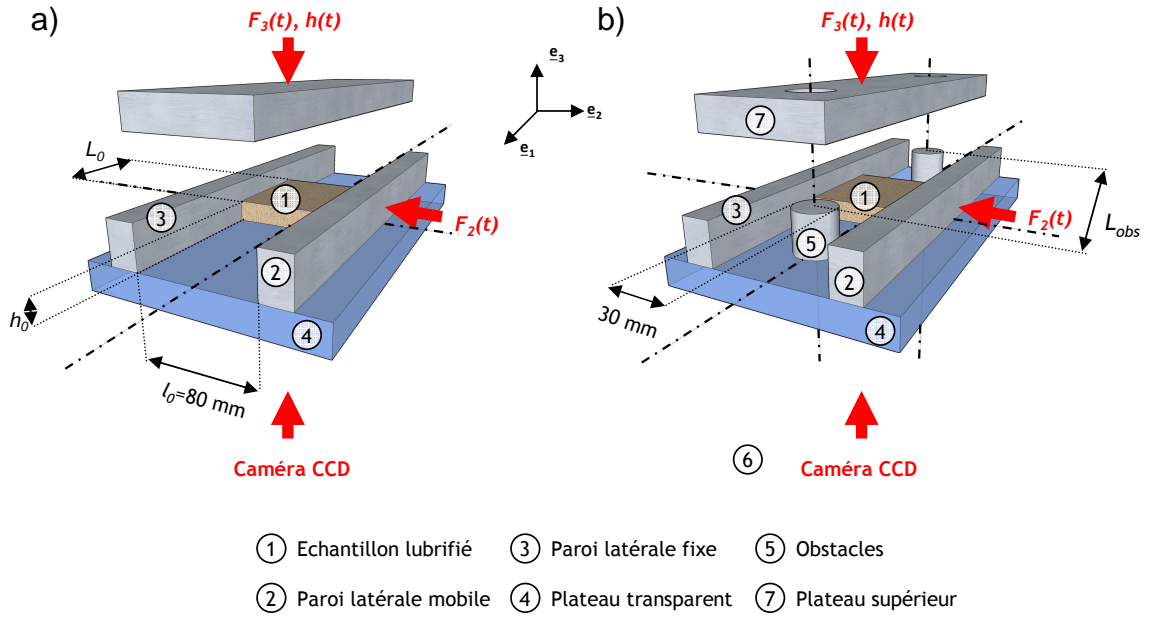 a)
F3(t), h(t)
b)
F3(t), h(t)
e3
e2
e1
7
L0
1
3
F2(t)
2
4
h0
l0=80 mm
Caméra CCD
1
3
F2(t)
Lobs
5
2
4
30 mm
6
Caméra CCD
1 Echantillon lubrifié
3 Paroi latérale fixe
5 Obstacles
2 Paroi latérale mobile
4 Plateau transparent
7 Plateau supérieur